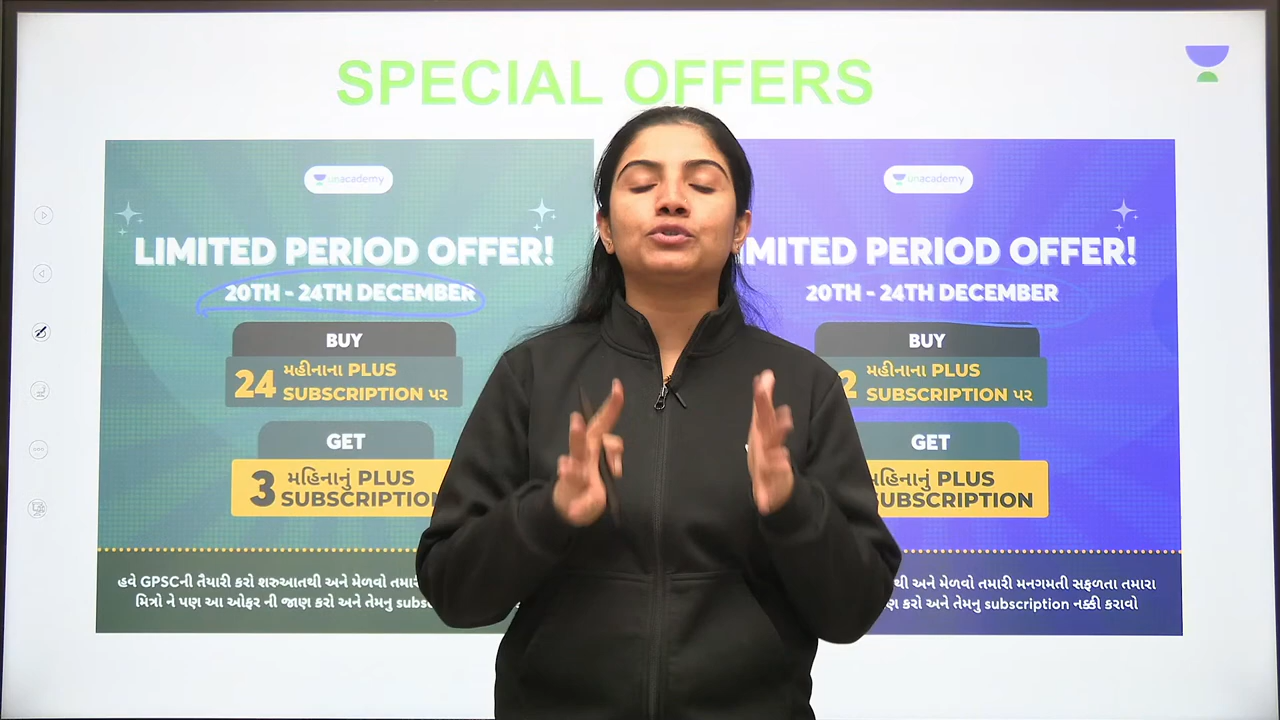 SPECIAL OFFERS
unacademy
LIMITED PERIOD OFFER!
20TH - 24TH DECEMBER
BUY
24 મહીનાના PLUS
SUBSCRIPTION પર
GET
3 મહિનાનું PLUS
SUBSCRIPTION
હવે GPSCની તૈયારી કરો શરુઆતથી અને મેળવો
મિત્રો ને પણ આ ઓફર ની જાણ કરો અને તેમનુ
unacademy
LIMITED PERIOD OFFER!
20TH - 24TH DECEMBER
BUY
મહીનાના PLUS
SUBSCRIPTION પર
GET
મહિનાનું PLUS
SUBSCRIPTION
અને મેળવો તમારી મનગમતી સફળતા તમારા
કરો અને તેમનુ subscription નક્કી કરાવો